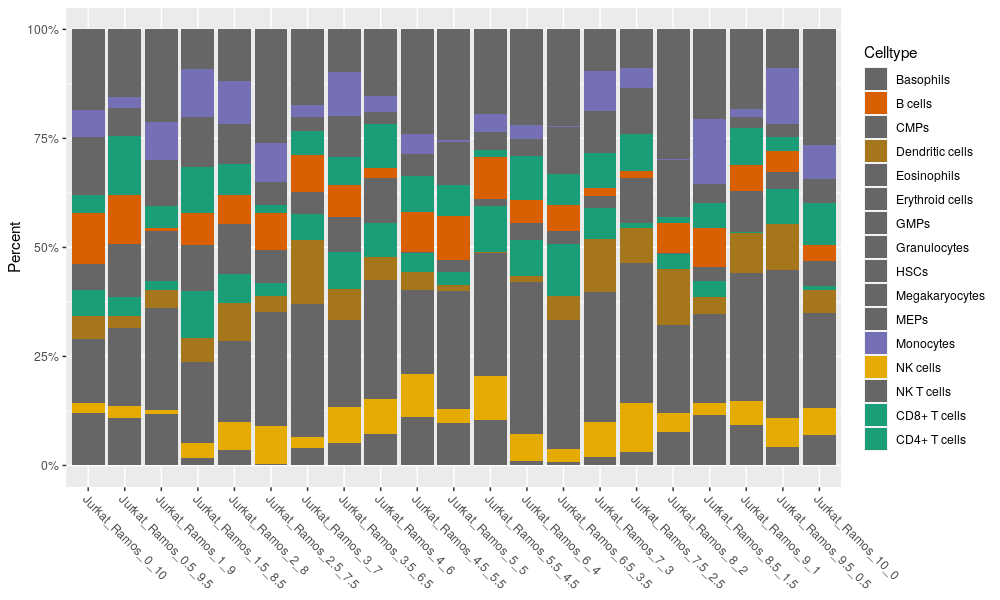 100%
75%
50%
25%
0%
Percent
Jurkat_Ramos_0_10
Jurkat_Ramos_0.5_9.5
Jurkat_Ramos_1_9
Jurkat_Ramos_1.5_8.5
Jurkat_Ramos_2_8
Jurkat_Ramos_2.5_7.5
Jurkat_Ramos_3_7
Jurkat_Ramos_3.5_6.5
Jurkat_Ramos_4_6
Jurkat_Ramos_4.5_5.5
Jurkat_Ramos_5_5
Jurkat_Ramos_5.5_4.5
Jurkat_Ramos_6_4
Jurkat_Ramos_6.5_3.5
Jurkat_Ramos_7_3
Jurkat_Ramos_7.5_2.5
Jurkat_Ramos_8_2
Jurkat_Ramos_8.5_1.5
Jurkat_Ramos_9_1
Jurkat_Ramos_9.5_0.5
Jurkat_Ramos_10_0
Celltype
Basophils
B cells
CMPs
Dendritic cells
Eosinophils
Erythroid cells
GMPs
Granulocytes
HSCs
Megakaryocytes
MEPs
Monocytes
NK cells
NK T cells
CD8+ T cells
CD4+ T cells